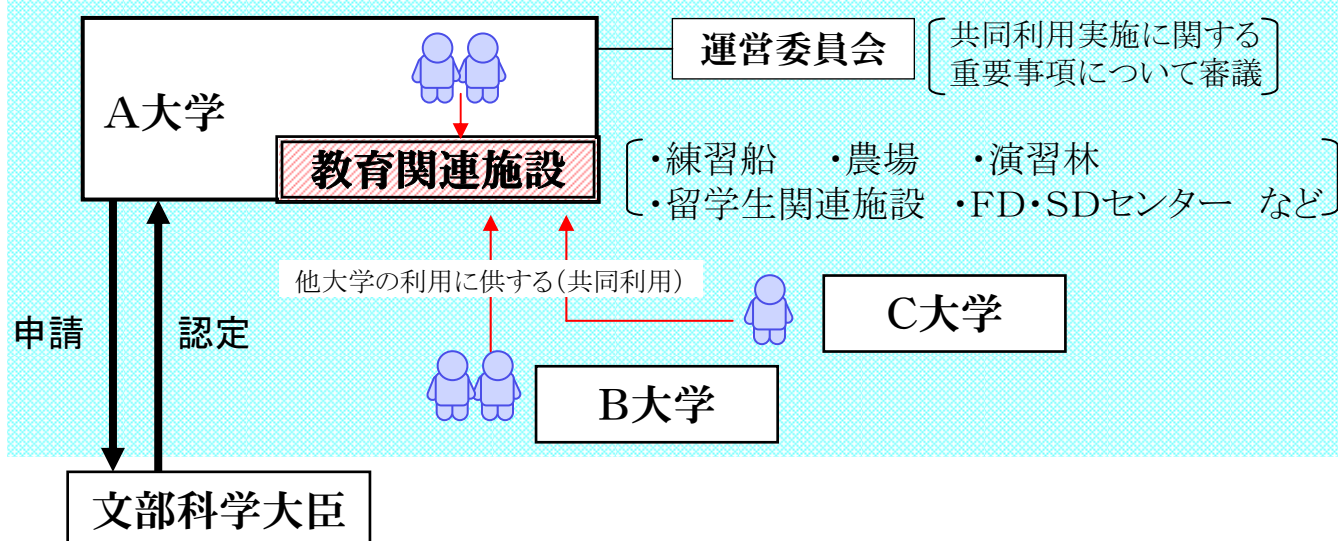 A大学
運営委員会
共同利用実施に関する
重要事項について審議
教育関連施設
・練習船　・農場　・演習林
・留学生関連施設　・FD・SDセンター　など
他大学の利用に供する(共同利用)
C大学
B大学
申請
認定
文部科学大臣